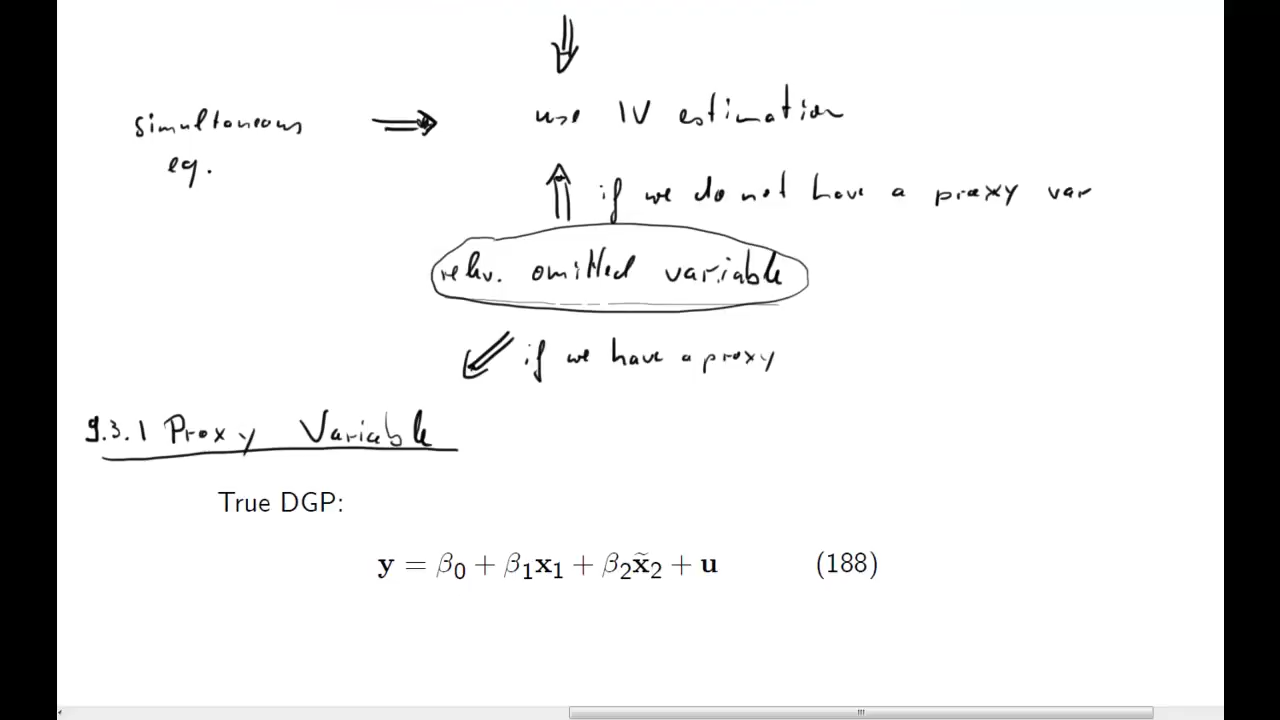 simultaneous ⇒ use IV estimation
eq.
⇑ if we do not have a proxy var
relev. omitted variable
⇙ if we have a proxy
9.3.1 Proxy Variable
True DGP:
y = β₀ + β₁x₁ + β₂x̃₂ + u (188)